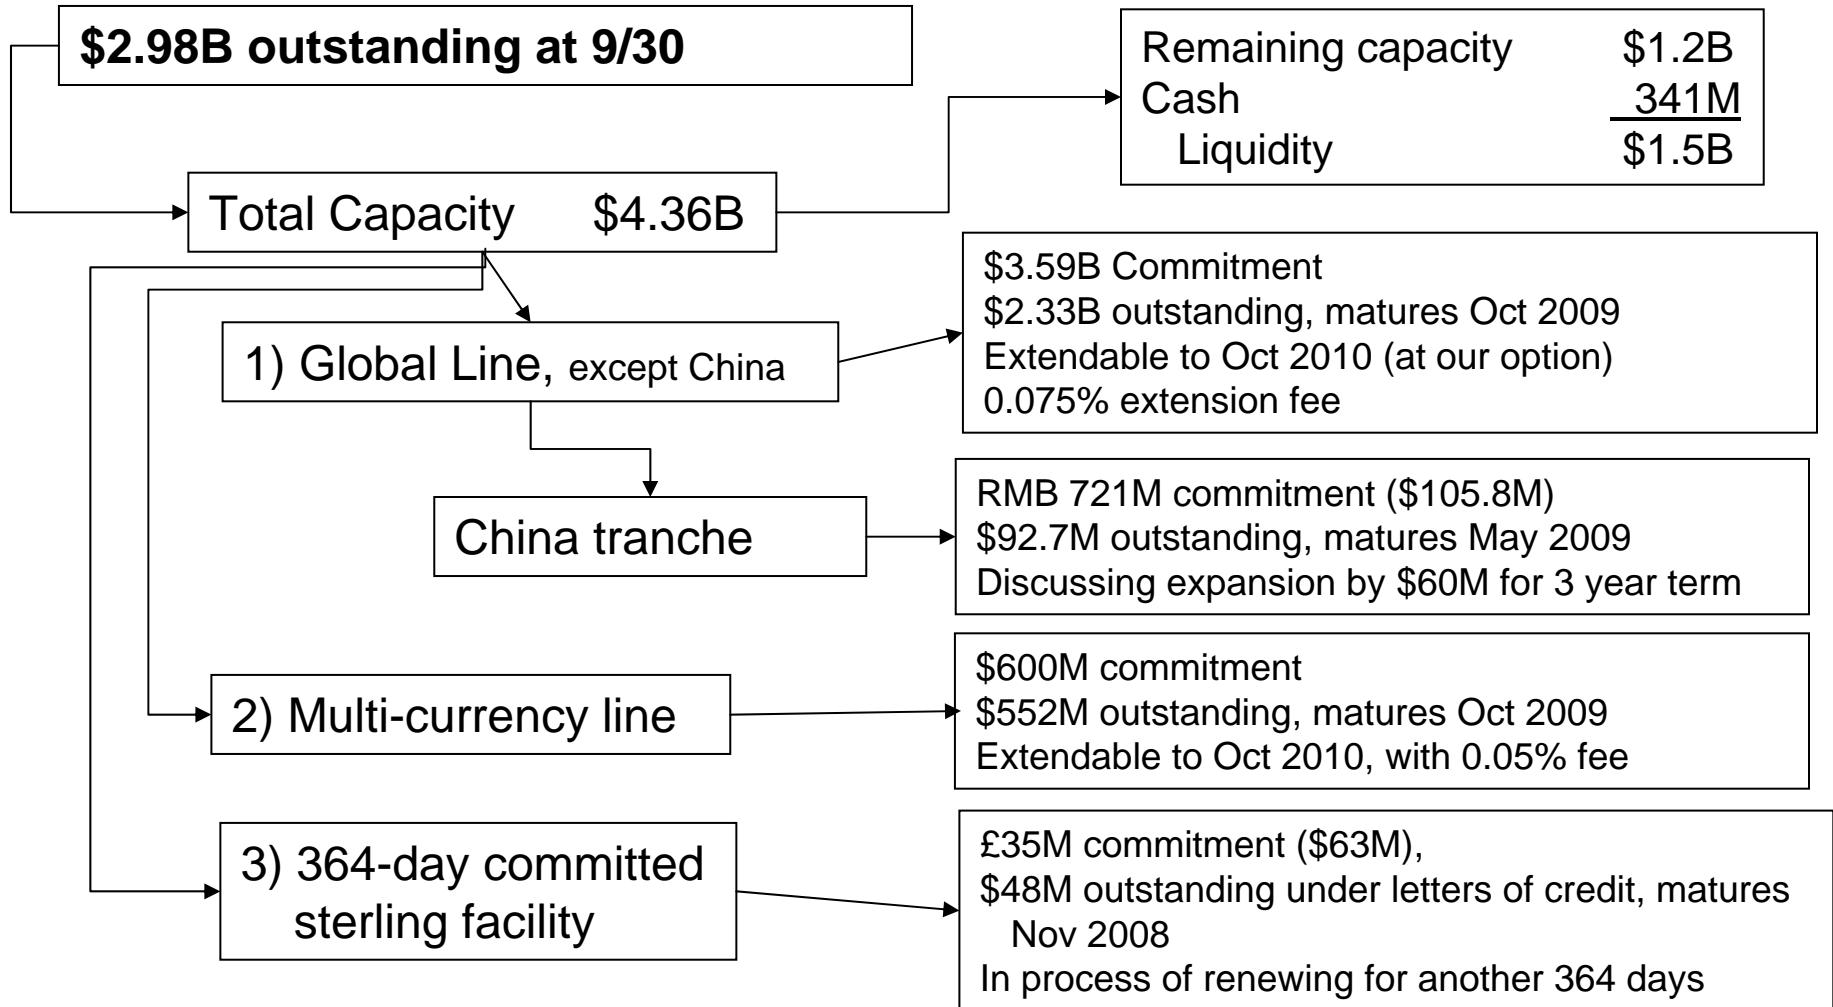 $2.98B outstanding at 9/30
Remaining capacity $1.2B
Cash 341M
Liquidity $1.5B
Total Capacity $4.36B
$3.59B Commitment
$2.33B outstanding, matures Oct 2009
Extendable to Oct 2010 (at our option)
0.075% extension fee
1) Global Line, except China
RMB 721M commitment ($105.8M)
$92.7M outstanding, matures May 2009
Discussing expansion by $60M for 3 year term
China tranche
$600M commitment
$552M outstanding, matures Oct 2009
Extendable to Oct 2010, with 0.05% fee
2) Multi-currency line
3) 364-day committed
sterling facility
£35M commitment ($63M),
$48M outstanding under letters of credit, matures
Nov 2008
In process of renewing for another 364 days